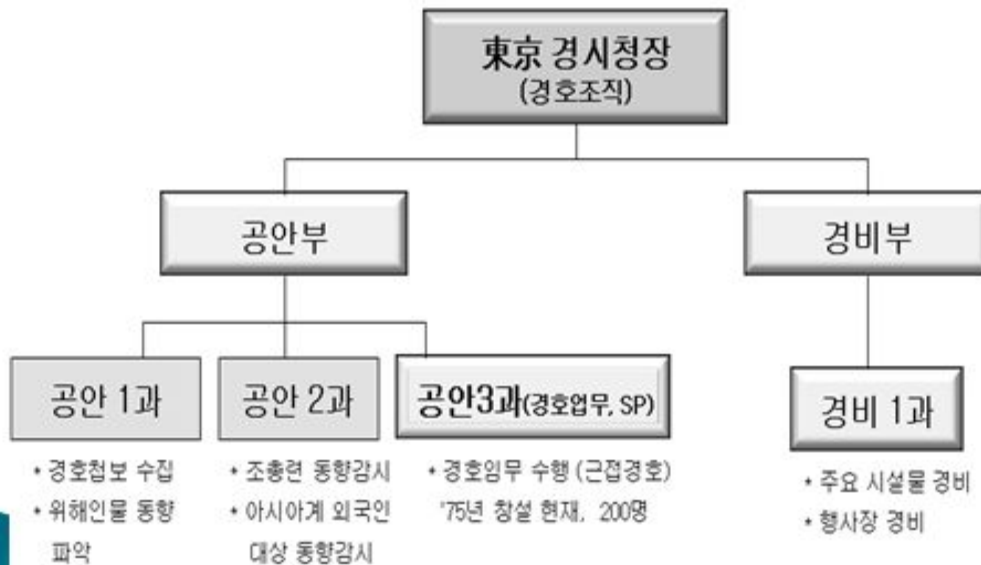 東京 경시청장
(경호조직)
공안부
경비부
공안 1과
공안 2과
공안3과(경호업무, SP)
경비 1과
* 경호첩보 수집
* 위해인물 동향
파악
* 조총련 동향감시
* 아시아계 외국인
대상 동향감시
* 경호임무 수행 (근접경호)
'75년 창설 현재, 200명
* 주요 시설물 경비
* 행사장 경비